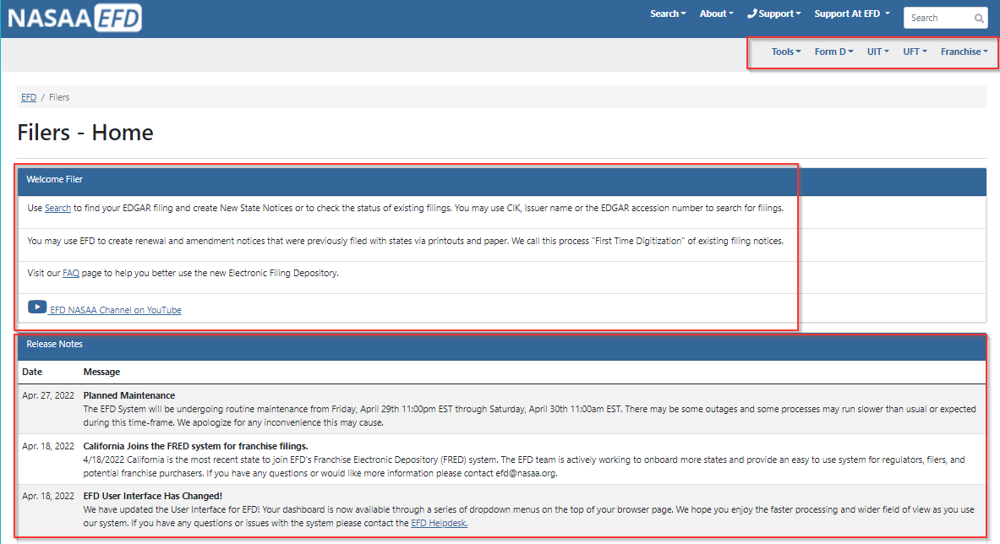 NASAA EFD
Search About Support Support At EFD Search
Tools Form D UIT UFT Franchise
EFD / Filers
Filers - Home
Welcome Filer
Use Search to find your EDGAR filing and create New State Notices or to check the status of existing filings. You may use CIK, Issuer name or the EDGAR accession number to search for filings.
You may use EFD to create renewal and amendment notices that were previously filed with states via printouts and paper. We call this process "First Time Digitization" of existing filing notices.
Visit our FAQ page to help you better use the new Electronic Filing Depository.
EFD NASAA Channel on YouTube
Release Notes
Date Message
Apr. 27, 2022 Planned Maintenance
The EFD System will be undergoing routine maintenance from Friday, April 29th 11:00pm EST through Saturday, April 30th 11:00am EST. There may be some outages and some processes may run slower than usual or expected
during this time-frame. We apologize for any inconvenience this may cause.
Apr. 18, 2022 California Joins the FRED system for franchise filings.
4/18/2022 California is the most recent state to join EFD's Franchise Electronic Depository (FRED) system. The EFD team is actively working to onboard more states and provide an easy to use system for regulators, filers, and
potential franchise purchasers. If you have any questions or would like more information please contact efd@nasaa.org.
Apr. 18, 2022 EFD User Interface Has Changed!
We have updated the User Interface for EFD! Your dashboard is now available through a series of dropdown menus on the top of your browser page. We hope you enjoy the faster processing and wider field of view as you use
our system. If you have any questions or issues with the system please contact the EFD Helpdesk.